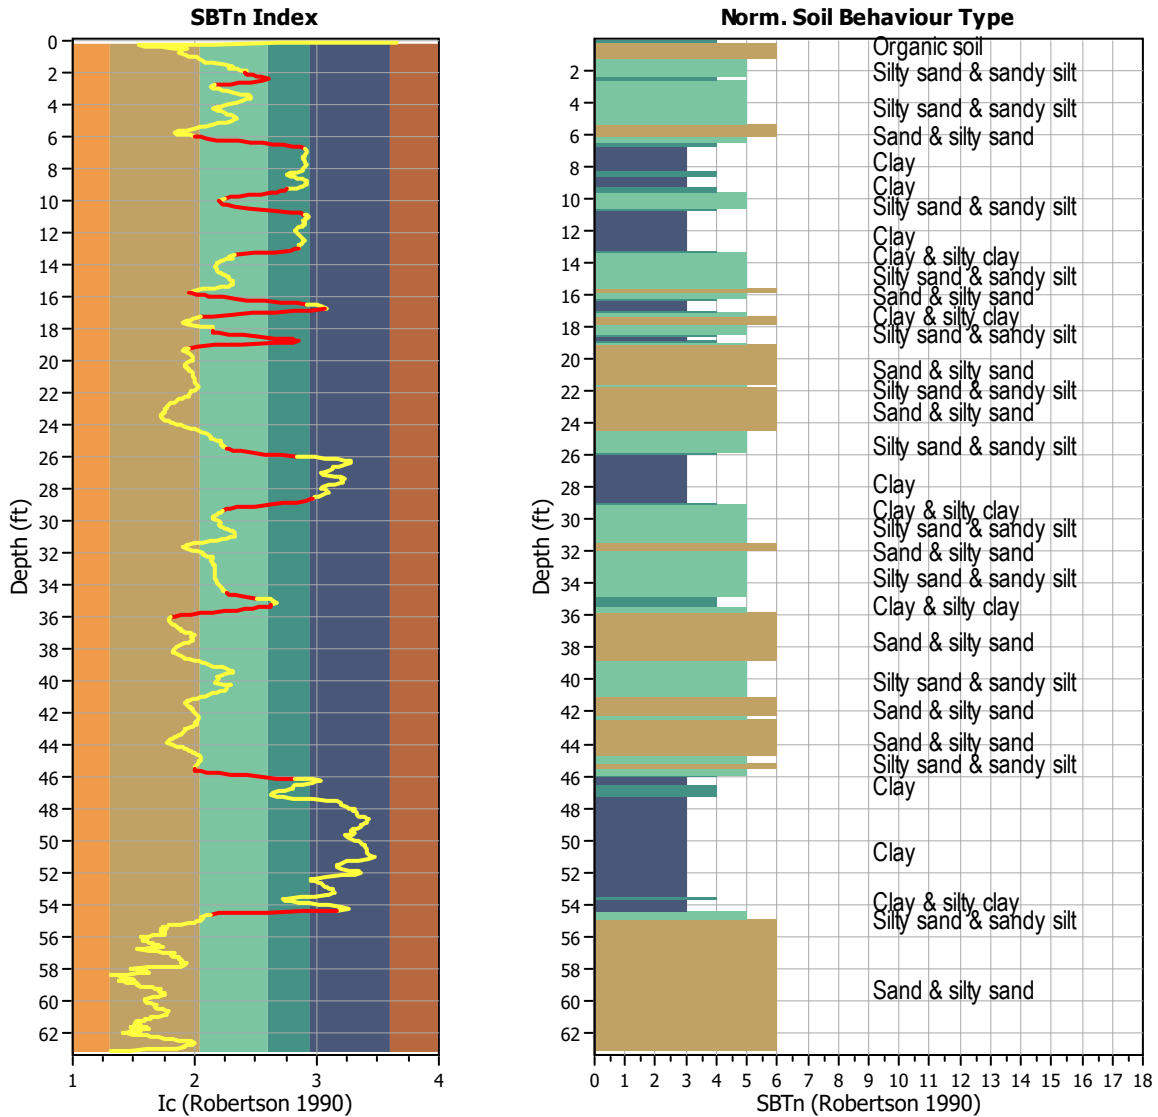 SBTn Index
0
2
4
6
8
10
12
14
16
18
20
22
24
26
28
30
32
34
36
38
40
42
44
46
48
50
52
54
56
58
60
62
Depth (ft)
1 2 3 4
Ic (Robertson 1990)
Norm. Soil Behaviour Type
2
4
6
8
10
12
14
16
18
20
22
24
26
28
30
32
34
36
38
40
42
44
46
48
50
52
54
56
58
60
62
Depth (ft)
Organic soil
Silty sand & sandy silt
Silty sand & sandy silt
Sand & silty sand
Clay
Clay
Silty sand & sandy silt
Clay
Clay & silty clay
Silty sand & sandy silt
Sand & silty sand
Clay & silty clay
Silty sand & sandy silt
Sand & silty sand
Silty sand & sandy silt
Sand & silty sand
Silty sand & sandy silt
Clay
Clay & silty clay
Silty sand & sandy silt
Sand & silty sand
Silty sand & sandy silt
Clay & silty clay
Sand & silty sand
Silty sand & sandy silt
Sand & silty sand
Sand & silty sand
Silty sand & sandy silt
Clay
Clay
Clay & silty clay
Silty sand & sandy silt
Sand & silty sand
0 1 2 3 4 5 6 7 8 9 10 11 12 13 14 15 16 17 18
SBTn (Robertson 1990)